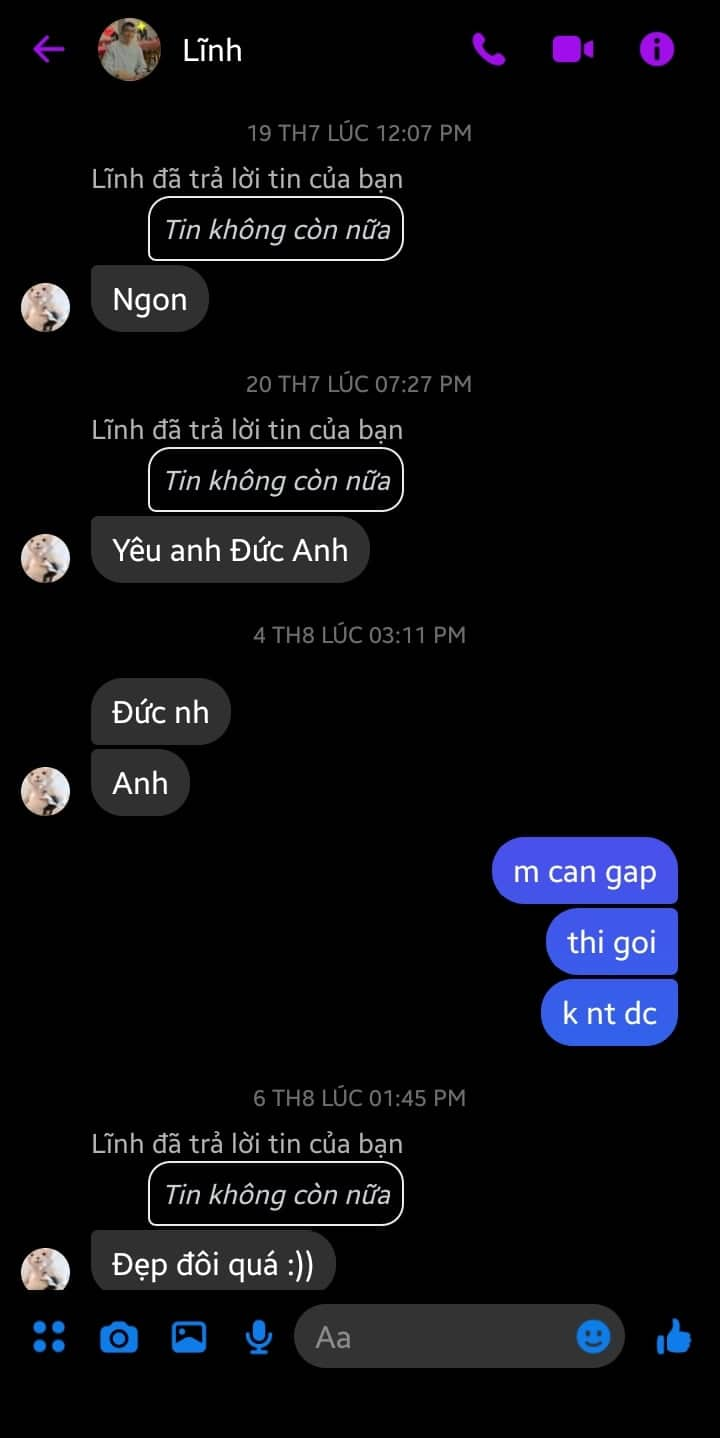 Lĩnh
19 TH7 LÚC 12:07 PM
Lĩnh đã trả lời tin của bạn
Tin không còn nữa
Ngon
20 TH7 LÚC 07:27 PM
Lĩnh đã trả lời tin của bạn
Tin không còn nữa
Yêu anh Đức Anh
4 TH8 LÚC 03:11 PM
Đức nh
Anh
m can gap
thi goi
k nt dc
6 TH8 LÚC 01:45 PM
Lĩnh đã trả lời tin của bạn
Tin không còn nữa
Đẹp đôi quá :))
Aa